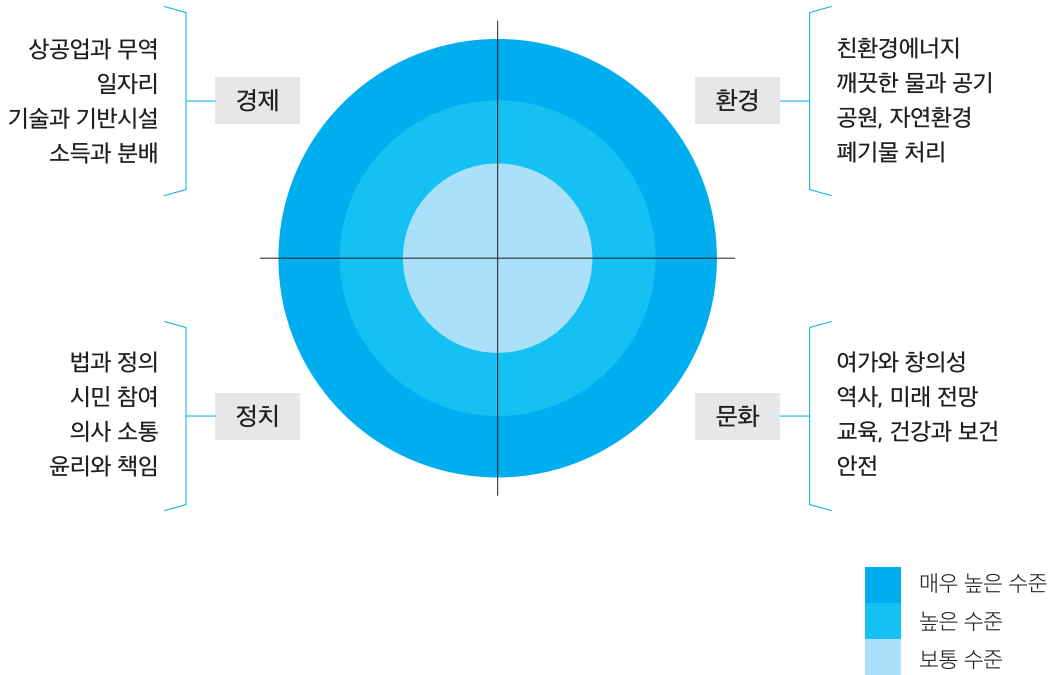 상공업과 무역
일자리
기술과 기반시설
소득과 분배
경제
환경
친환경에너지
깨끗한 물과 공기
공원, 자연환경
폐기물 처리
법과 정의
시민 참여
의사 소통
윤리와 책임
정치
문화
여가와 창의성
역사, 미래 전망
교육, 건강과 보건
안전
매우 높은 수준
높은 수준
보통 수준